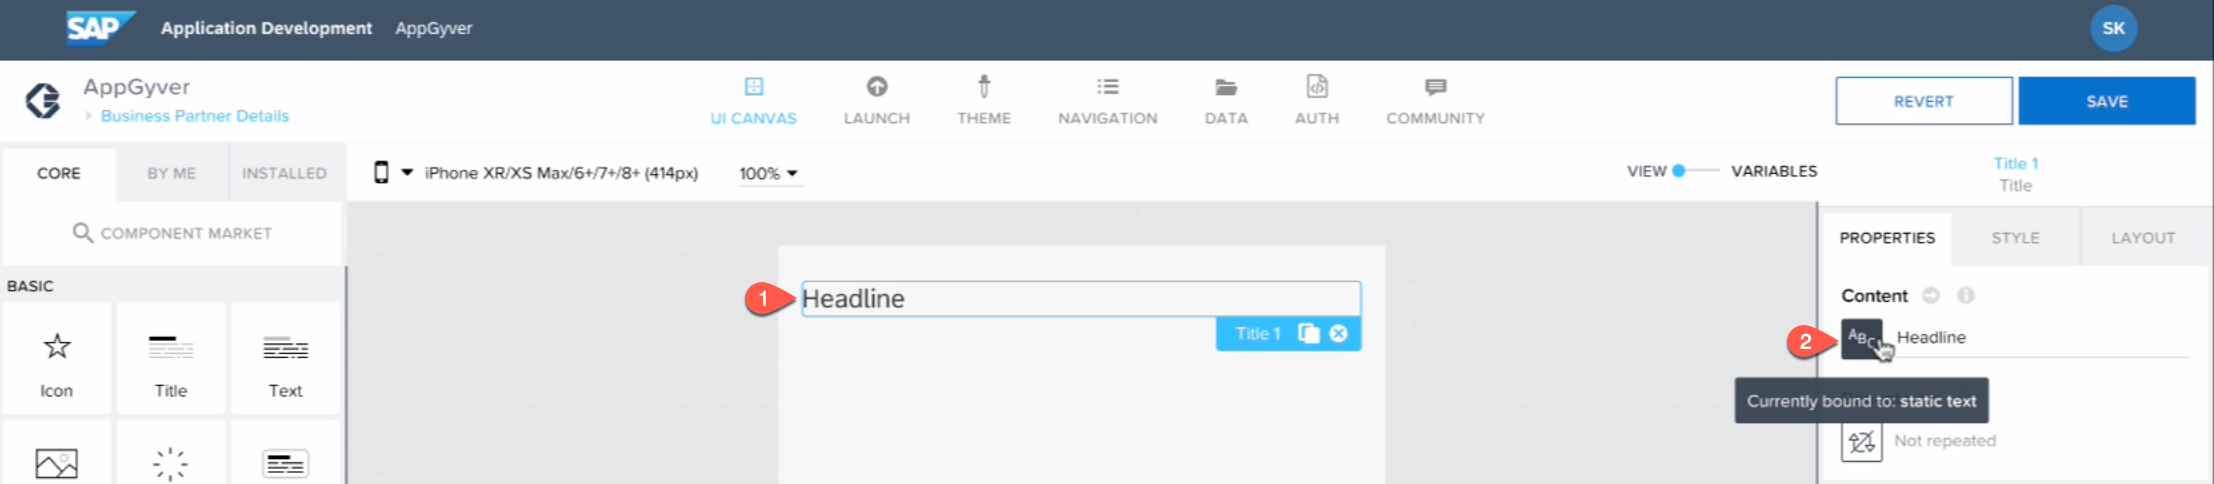 SAP Application Development AppGyver SK
AppGyver
Business Partner Details
UI CANVAS LAUNCH THEME NAVIGATION DATA AUTH COMMUNITY
REVERT SAVE
CORE BY ME INSTALLED
iPhone XR/XS Max/6+/7+/8+ (414px) 100%
VIEW VARIABLES
Title 1
Title
COMPONENT MARKET
PROPERTIES STYLE LAYOUT
BASIC
Icon Title Text
1 Headline
Title 1
Content
2 ABC Headline
Currently bound to: static text
Not repeated